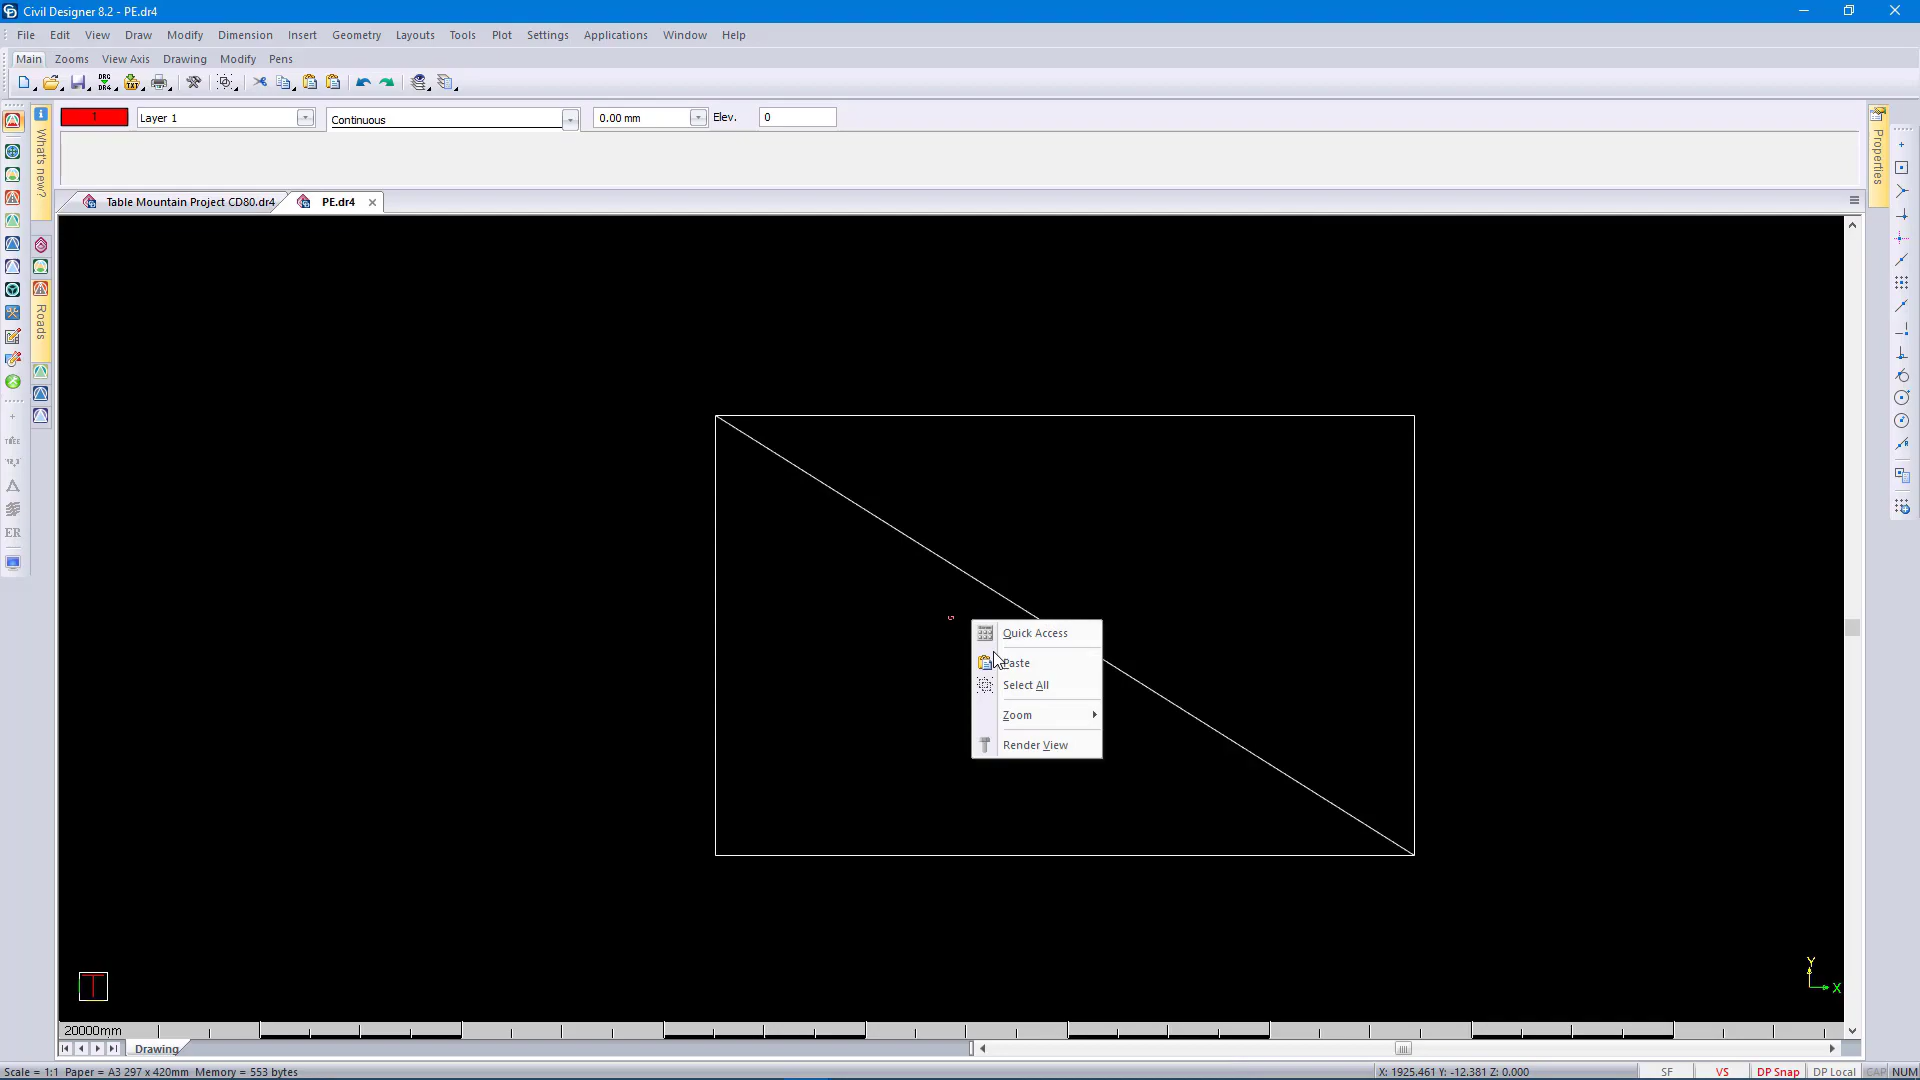 Civil Designer 8.2 - PE.dr4
File Edit View Draw Modify Dimension Insert Geometry Layouts Tools Plot Settings Applications Window Help
Main Zooms View Axis Drawing Modify Pens
1 Layer 1 Continuous 0.00 mm Elev. 0
What's new?
Properties
Table Mountain Project CD80.dr4 PE.dr4
Roads
ER
Quick Access
Paste
Select All
Zoom
Render View
T
Y
X
20000mm
Drawing
Scale = 1:1 Paper = A3 297 x 420mm Memory = 553 bytes X: 1925.461 Y: -12.381 Z: 0.000 SF VS DP Snap DP Local CAP NUM